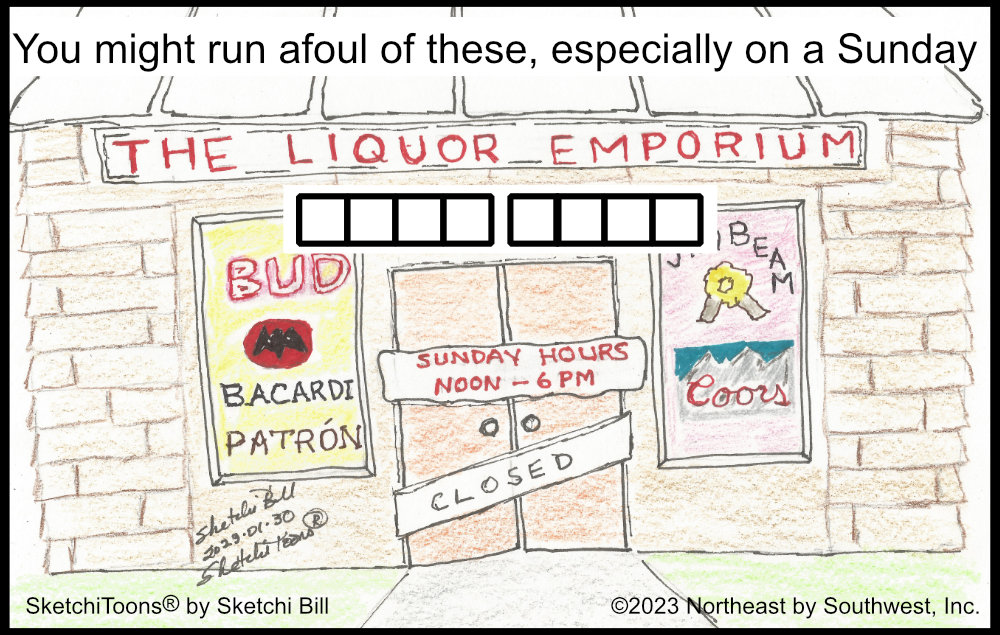 You might run afoul of these, especially on a Sunday
THE LIQUOR EMPORIUM
BUD
BACARDI
PATRÓN
BEAM
Coors
SUNDAY HOURS
NOON - 6 PM
CLOSED
Sketchi Bill
2023.01.30
SketchiToons®
SketchiToons® by Sketchi Bill
©2023 Northeast by Southwest, Inc.